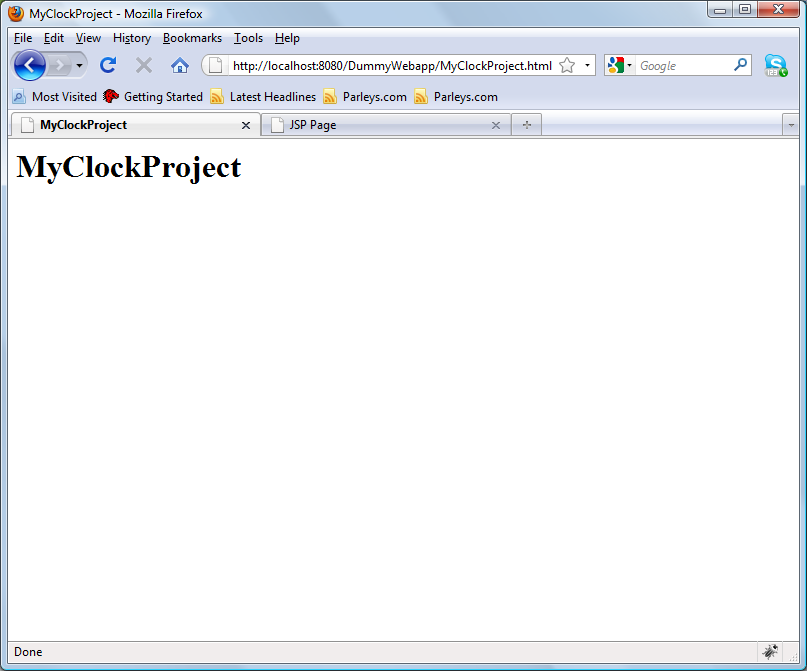 MyClockProject - Mozilla Firefox
File Edit View History Bookmarks Tools Help
http://localhost:8080/DummyWebapp/MyClockProject.html Google
Most Visited Getting Started Latest Headlines Parleys.com Parleys.com
MyClockProject JSP Page
MyClockProject
Done